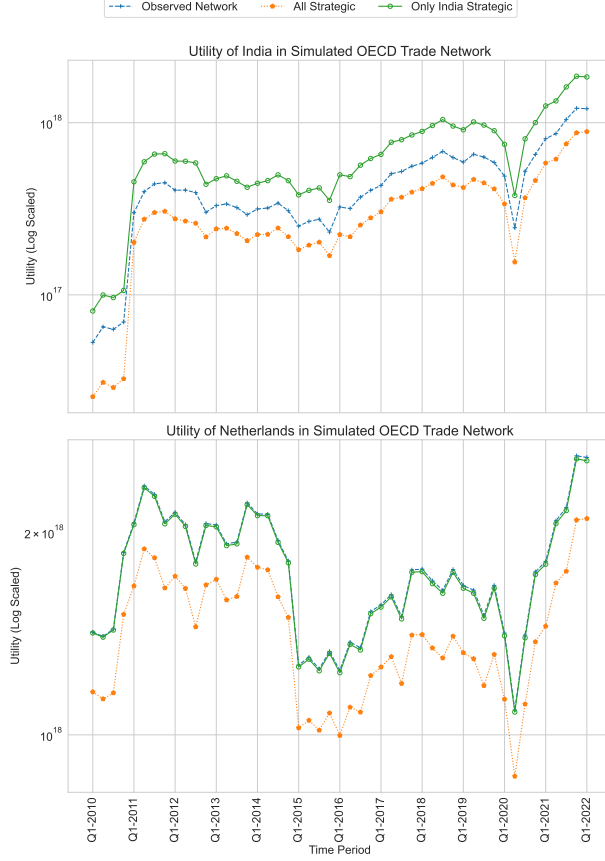 Observed Network All Strategic Only India Strategic
Utility of India in Simulated OECD Trade Network
10^18
10^17
Utility (Log Scaled)
Utility of Netherlands in Simulated OECD Trade Network
2 × 10^18
10^18
Utility (Log Scaled)
Q1-2010 Q1-2011 Q1-2012 Q1-2013 Q1-2014 Q1-2015 Q1-2016 Q1-2017 Q1-2018 Q1-2019 Q1-2020 Q1-2021 Q1-2022
Time Period